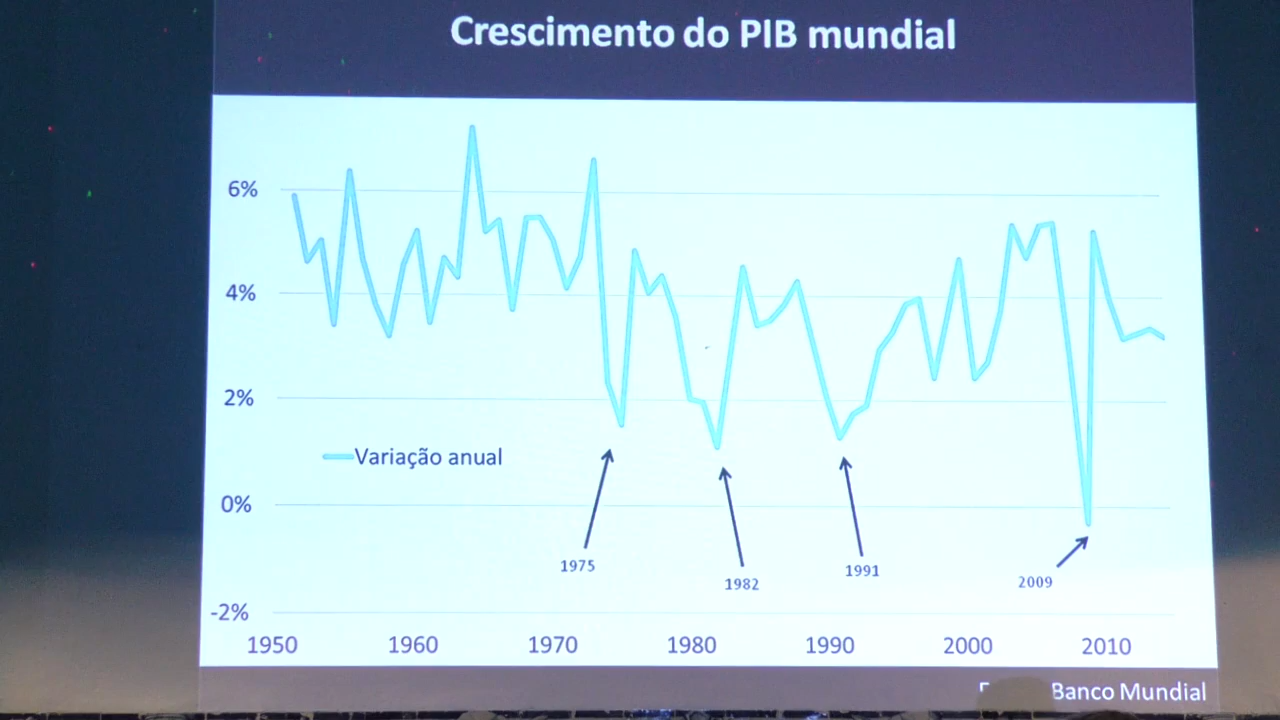 Crescimento do PIB mundial
6%
4%
2%
0%
-2%
Variação anual
1975
1982
1991
2009
1950 1960 1970 1980 1990 2000 2010
Banco Mundial